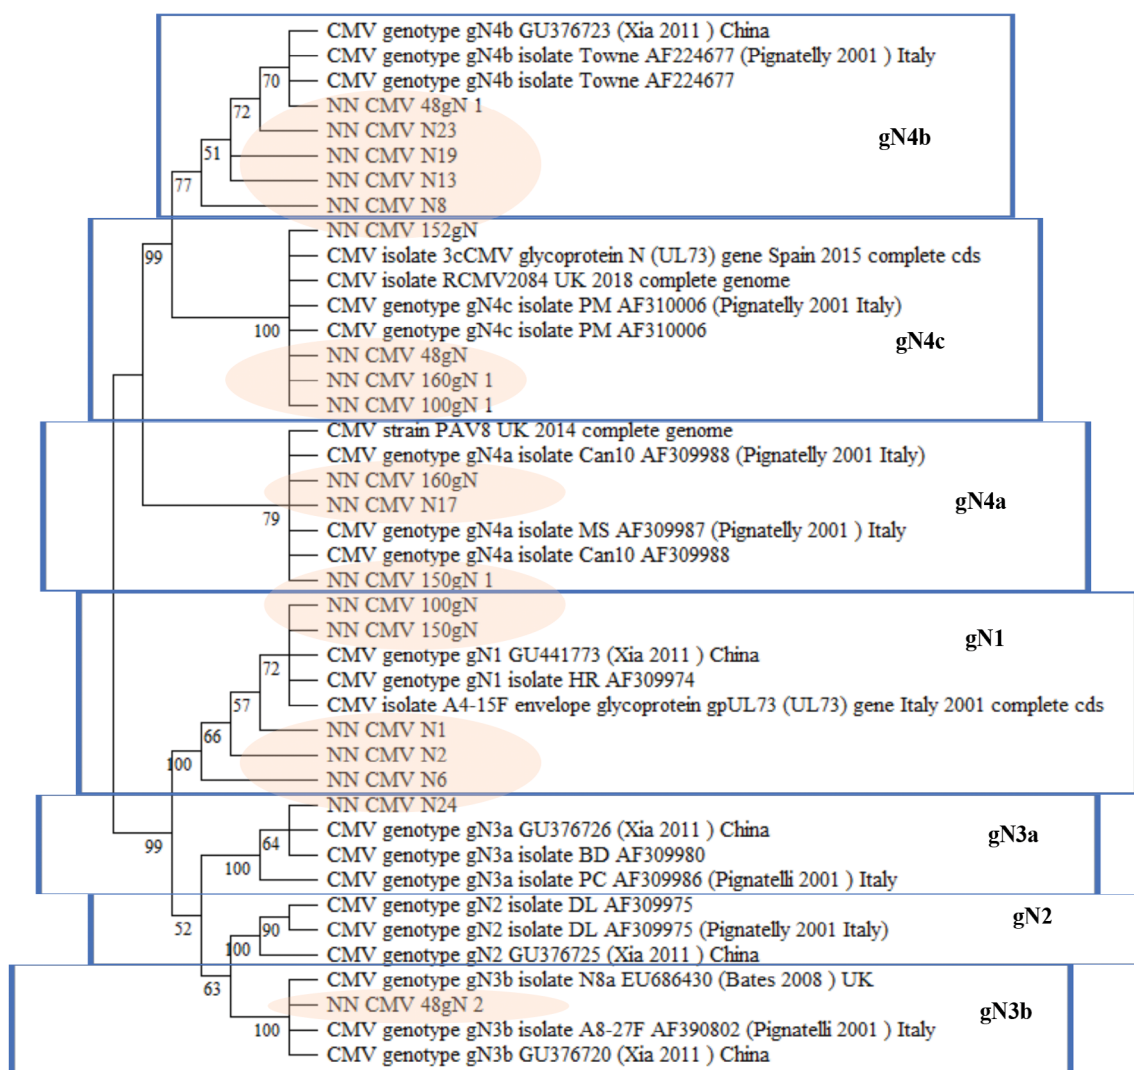 CMV genotype gN4b GU376723 (Xia 2011 ) China
CMV genotype gN4b isolate Towne AF224677 (Pignatelly 2001 ) Italy
CMV genotype gN4b isolate Towne AF224677
70
NN CMV 48gN 1
72
NN CMV N23
gN4b
51
NN CMV N19
NN CMV N13
77
NN CMV N8
NN CMV 152gN
99
CMV isolate 3cCMV glycoprotein N (UL73) gene Spain 2015 complete cds
CMV isolate RCMV2084 UK 2018 complete genome
CMV genotype gN4c isolate PM AF310006 (Pignatelly 2001 Italy)
100
CMV genotype gN4c isolate PM AF310006
gN4c
NN CMV 48gN
NN CMV 160gN 1
NN CMV 100gN 1
CMV strain PAV8 UK 2014 complete genome
CMV genotype gN4a isolate Can10 AF309988 (Pignatelly 2001 Italy)
NN CMV 160gN
gN4a
NN CMV N17
79
CMV genotype gN4a isolate MS AF309987 (Pignatelly 2001 ) Italy
CMV genotype gN4a isolate Can10 AF309988
NN CMV 150gN 1
NN CMV 100gN
NN CMV 150gN
gN1
CMV genotype gN1 GU441773 (Xia 2011 ) China
72
CMV genotype gN1 isolate HR AF309974
CMV isolate A4-15F envelope glycoprotein gpUL73 (UL73) gene Italy 2001 complete cds
57
NN CMV N1
66
NN CMV N2
100
NN CMV N6
NN CMV N24
CMV genotype gN3a GU376726 (Xia 2011 ) China
gN3a
64
99
CMV genotype gN3a isolate BD AF309980
100
CMV genotype gN3a isolate PC AF309986 (Pignatelli 2001 ) Italy
CMV genotype gN2 isolate DL AF309975
gN2
90
52
CMV genotype gN2 isolate DL AF309975 (Pignatelly 2001 Italy)
100
CMV genotype gN2 GU376725 (Xia 2011 ) China
CMV genotype gN3b isolate N8a EU686430 (Bates 2008 ) UK
63
NN CMV 48gN 2
gN3b
100
CMV genotype gN3b isolate A8-27F AF390802 (Pignatelli 2001 ) Italy
CMV genotype gN3b GU376720 (Xia 2011 ) China